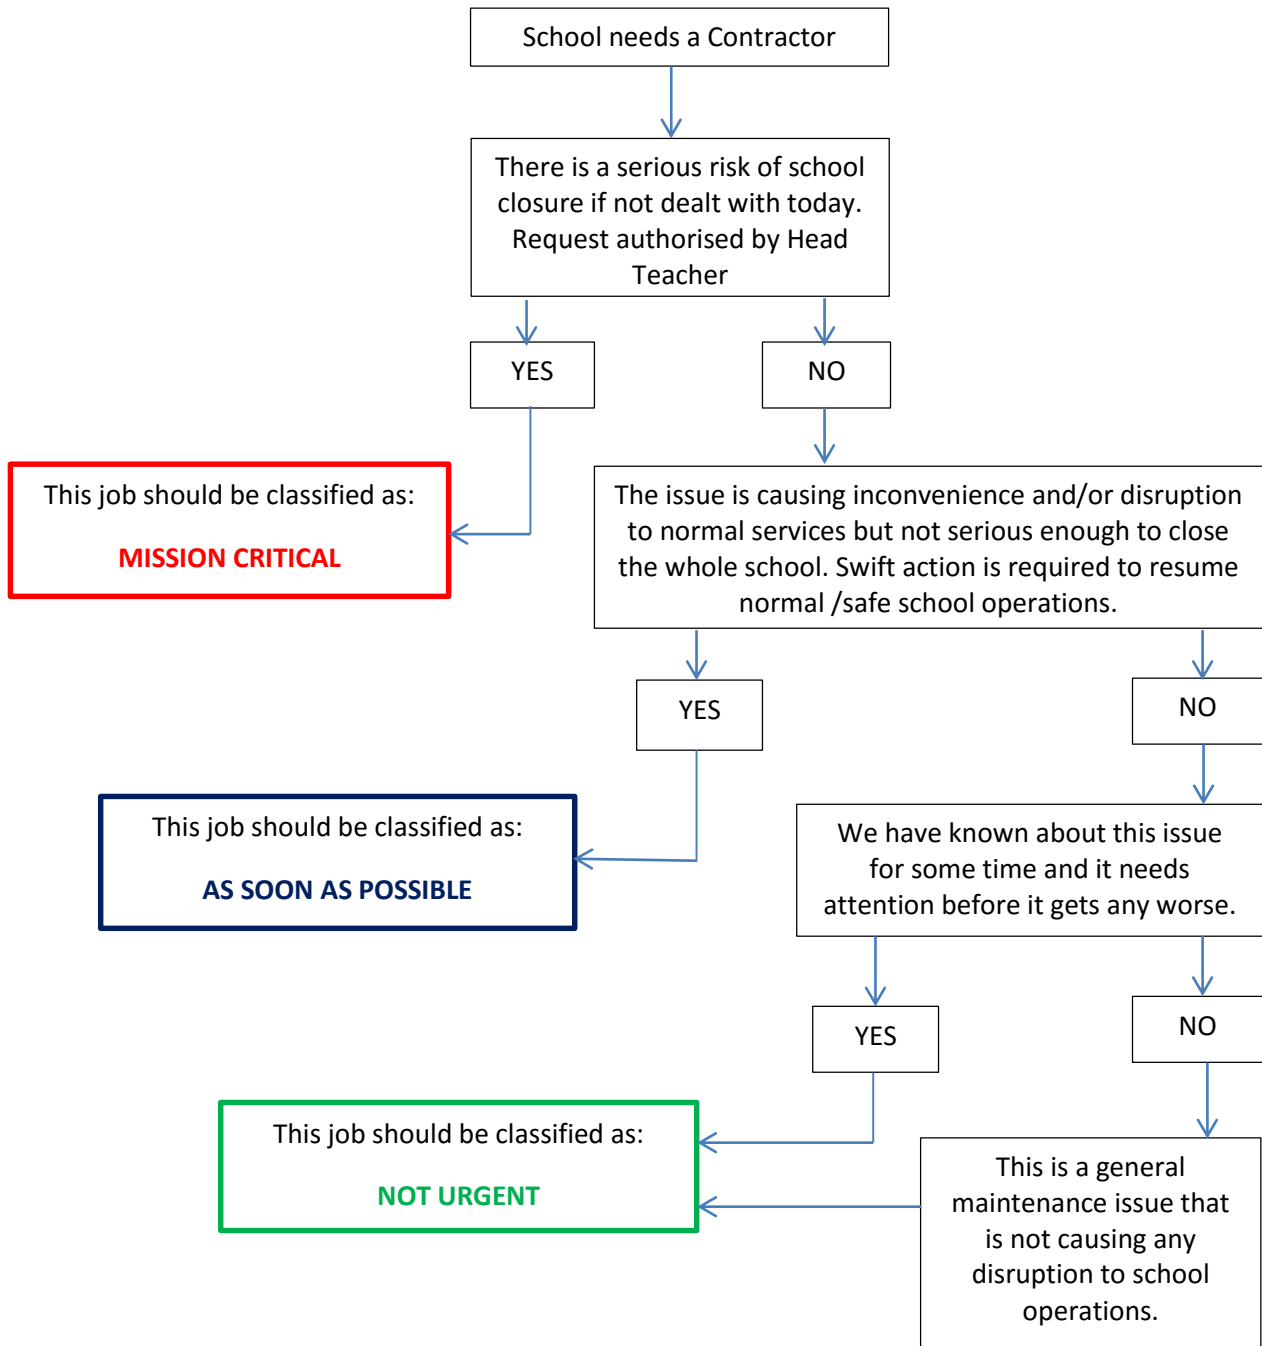 School needs a Contractor
There is a serious risk of school
closure if not dealt with today.
Request authorised by Head
Teacher
YES
NO
This job should be classified as:
MISSION CRITICAL
The issue is causing inconvenience and/or disruption
to normal services but not serious enough to close
the whole school. Swift action is required to resume
normal /safe school operations.
YES
NO
This job should be classified as:
AS SOON AS POSSIBLE
We have known about this issue
for some time and it needs
attention before it gets any worse.
YES
NO
This job should be classified as:
NOT URGENT
This is a general
maintenance issue that
is not causing any
disruption to school
operations.